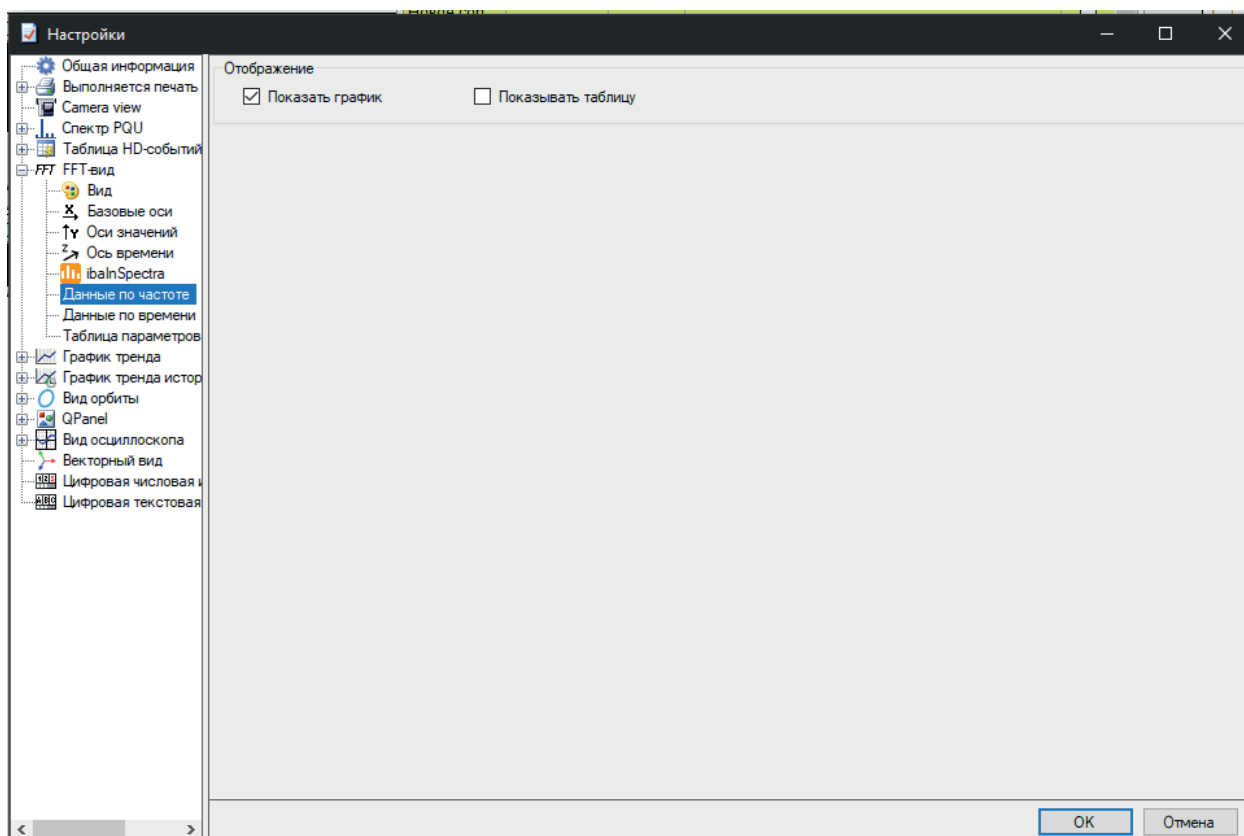 Настройки
Общая информация
Выполняется печать
Camera view
Спектр PQU
Таблица HD-событий
FFT FFT-вид
Вид
X Базовые оси
Y Оси значений
Z Ось времени
ibaInSpectra
Данные по частоте
Данные по времени
Таблица параметров
График тренда
График тренда истор
Вид орбиты
QPanel
Вид осциллоскопа
Векторный вид
Цифровая числовая и
ABC Цифровая текстовая
Отображение
Показать график
Показывать таблицу
OK
Отмена